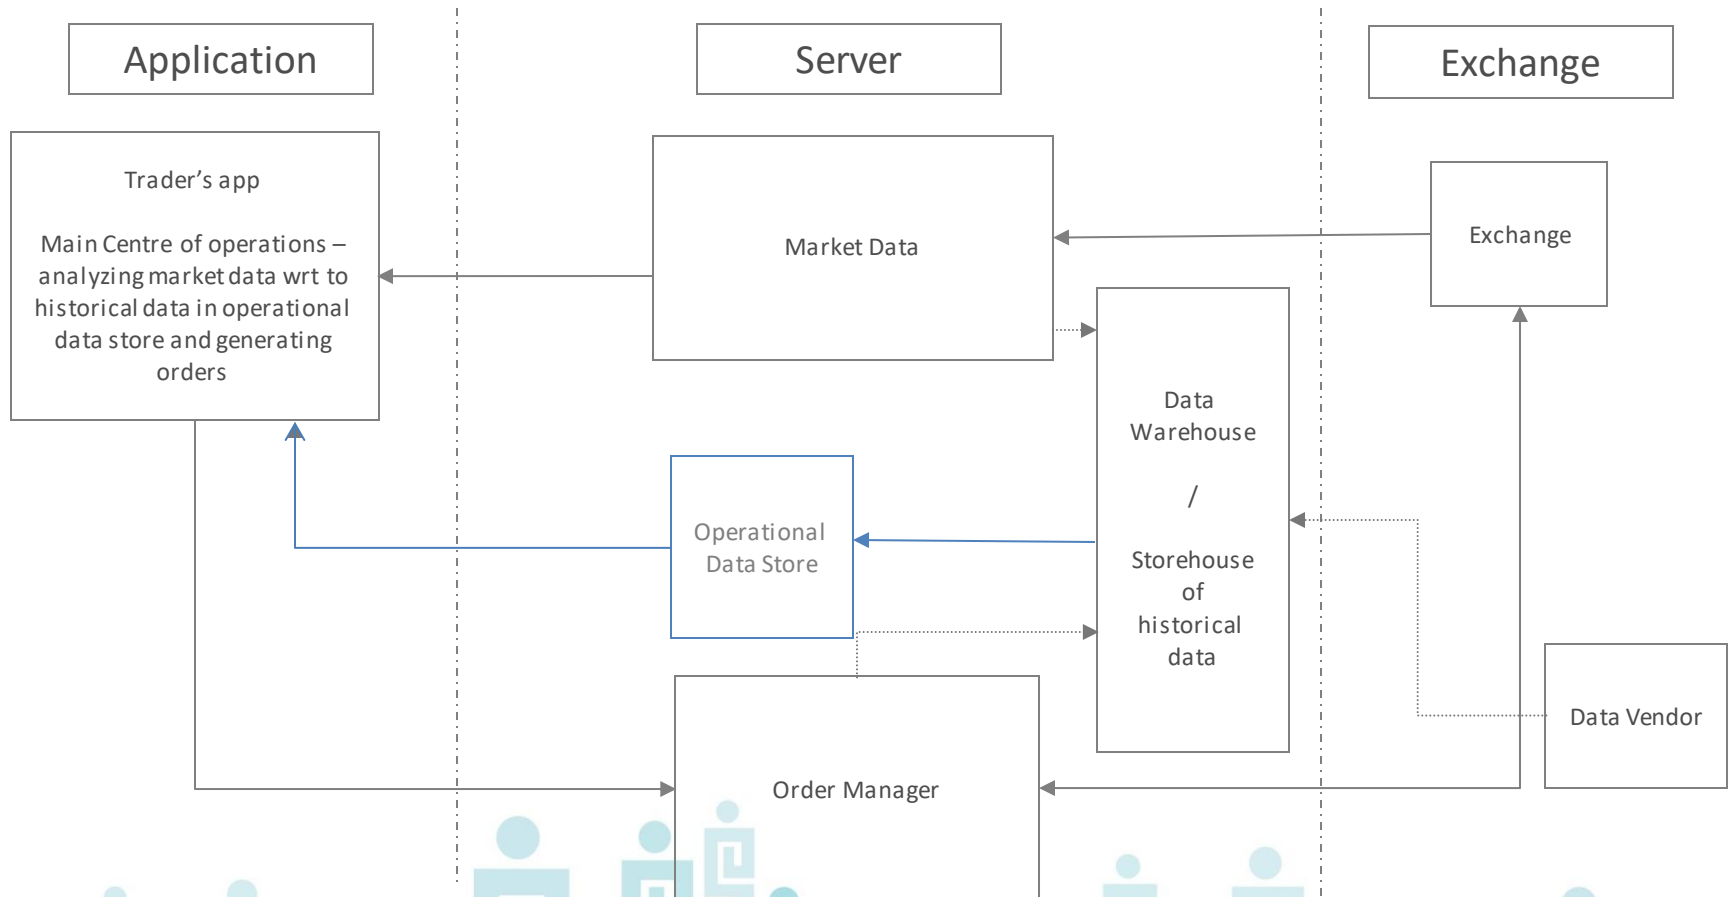 Application
Server
Exchange
Trader’s app
Main Centre of operations –
analyzing market data wrt to
historical data in operational
data store and generating
orders
Market Data
Exchange
Data
Warehouse
/
Storehouse
of
historical
data
Operational
Data Store
Data Vendor
Order Manager